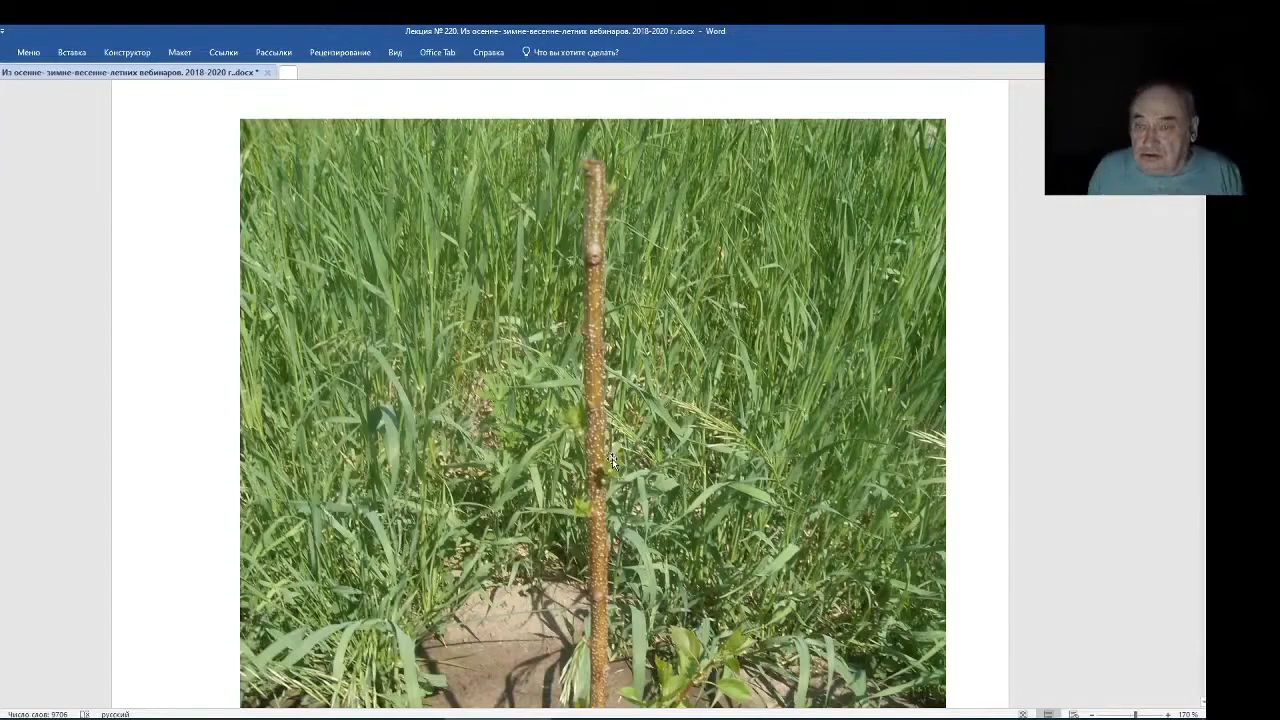 Лекция № 220. Из осенне- зимне-весенне-летних вебинаров. 2018-2020 г..docx - Word
Меню Вставка Конструктор Макет Ссылки Рассылки Рецензирование Вид Office Tab Справка Что вы хотите сделать?
Из осенне- зимне-весенне-летних вебинаров. 2018-2020 г..docx *
Число слов: 9706 русский 170 %